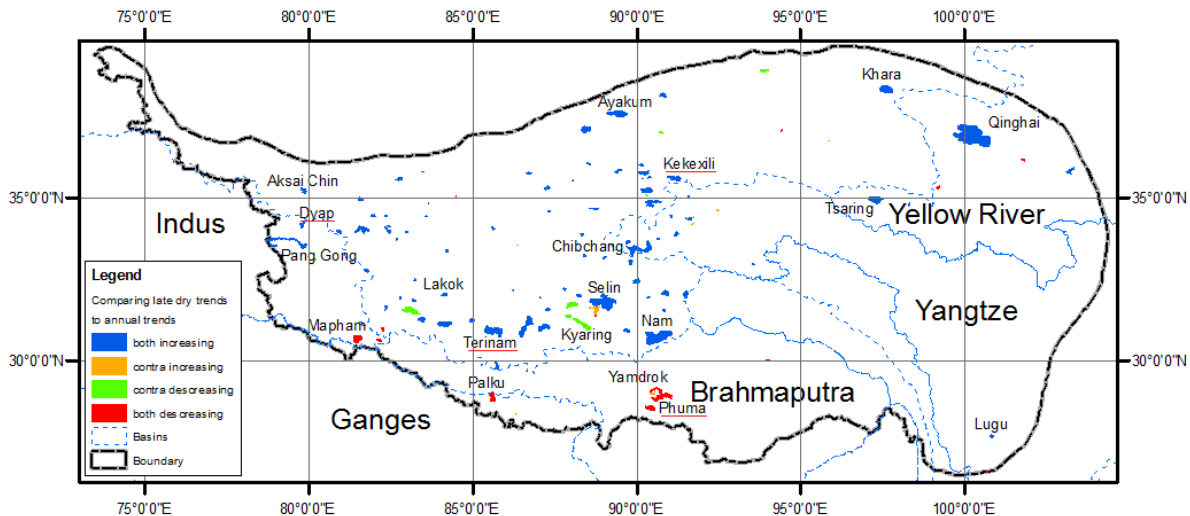 75°0'0"E 80°0'0"E 85°0'0"E 90°0'0"E 95°0'0"E 100°0'0"E
Khara
Ayakum
Qinghai
Kekexili
Aksai Chin
35°0'0"N 35°0'0"N
Dyap
Tsaring
Yellow River
Indus
Chibchang
Pang Gong
Legend
Comparing late dry trends
to annual trends
both increasing
contra increasing
contra descreasing
both descreasing
Basins
Boundary
Lakok
Selin
Yangtze
Mapham
Kyaring
Nam
Terinam
30°0'0"N 30°0'0"N
Palku
Yamdrok
Brahmaputra
Phuma
Ganges
Lugu
75°0'0"E 80°0'0"E 85°0'0"E 90°0'0"E 95°0'0"E 100°0'0"E